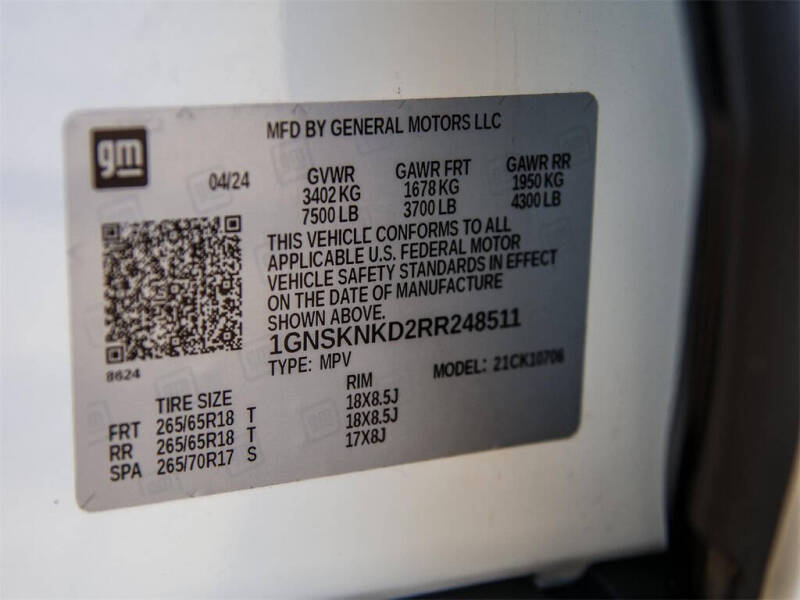 gm
MFD BY GENERAL MOTORS LLC
04/24
GVWR GAWR FRT GAWR RR
3402 KG 1678 KG 1950 KG
7500 LB 3700 LB 4300 LB
THIS VEHICLE CONFORMS TO ALL
APPLICABLE U.S. FEDERAL MOTOR
VEHICLE SAFETY STANDARDS IN EFFECT
ON THE DATE OF MANUFACTURE
SHOWN ABOVE.
1GNSKNKD2RR248511
8624
TYPE: MPV MODEL: 21CK10706
TIRE SIZE RIM
FRT 265/65R18 T 18X8.5J
RR 265/65R18 T 18X8.5J
SPA 265/70R17 S 17X8J